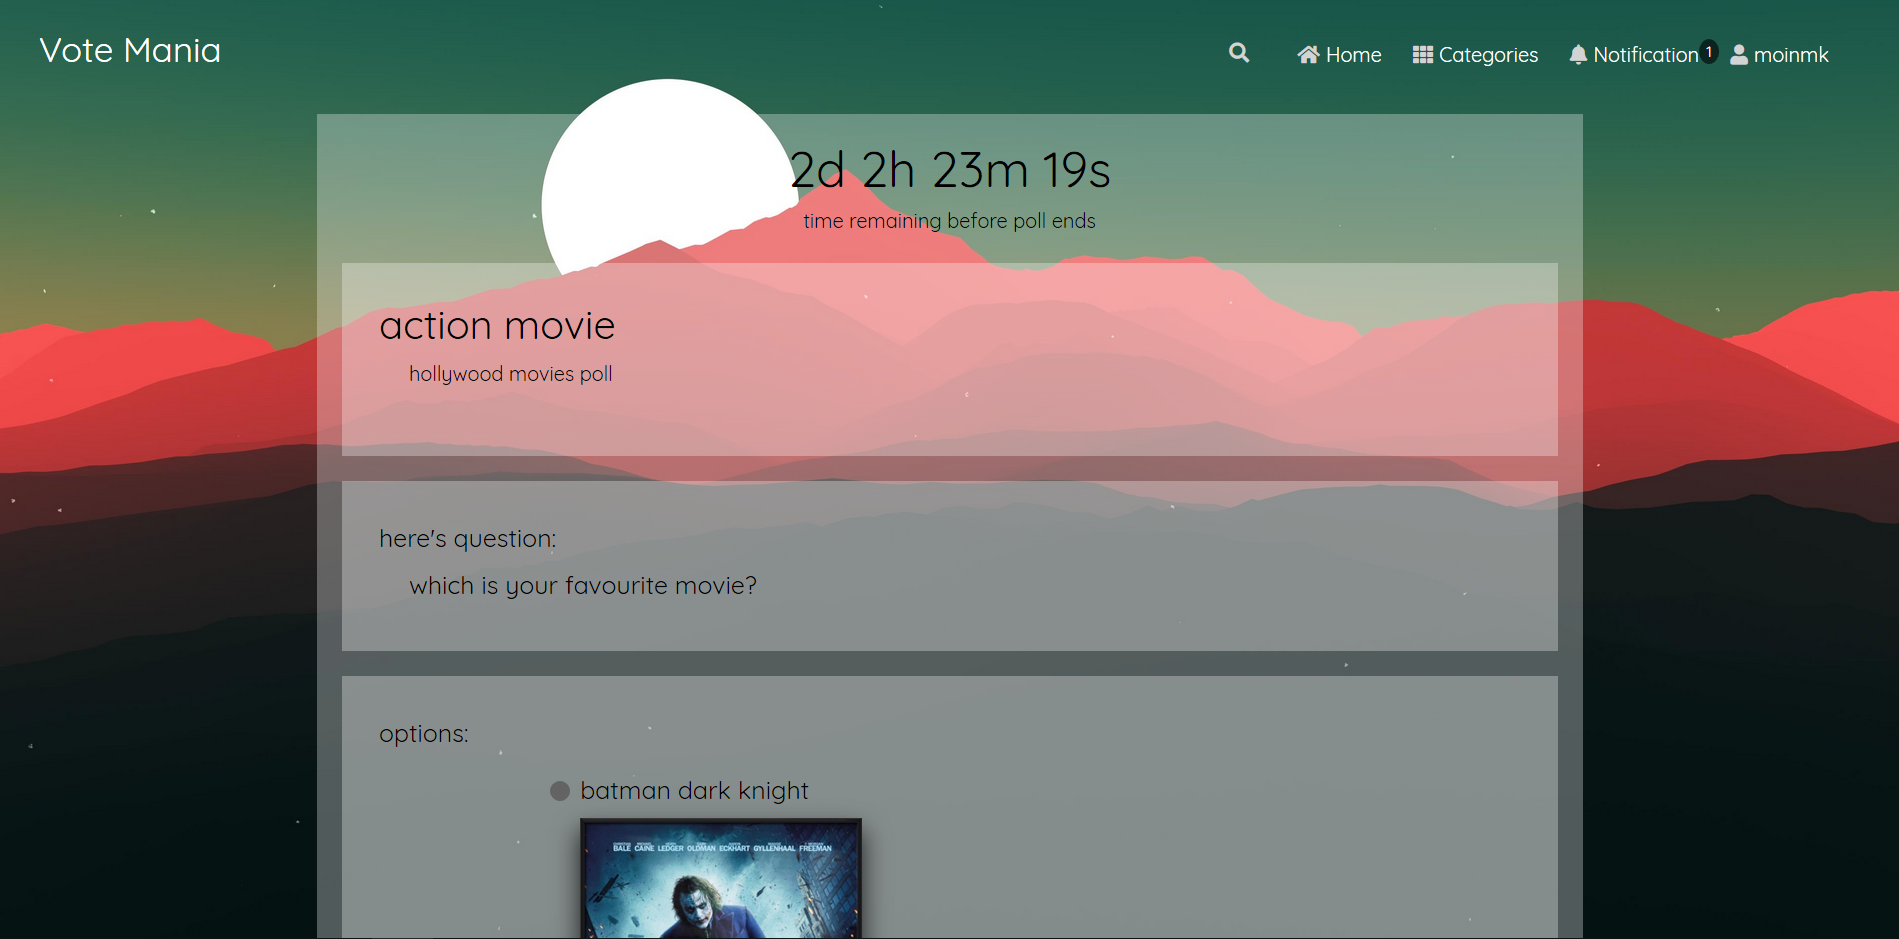 Vote Mania
Home
Categories
Notification 1
moinmk
2d 2h 23m 19s
time remaining before poll ends
action movie
hollywood movies poll
here's question:
which is your favourite movie?
options:
batman dark knight
BALE CAINE LEDGER OLDMAN ECKHART GYLLENHAAL FREEMAN